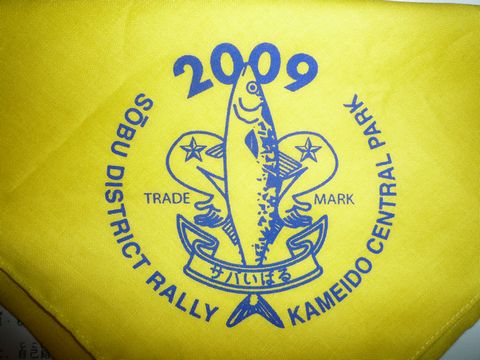 2009
SŌBU DISTRICT RALLY
KAMEIDO CENTRAL PARK
TRADE MARK
サバいばる